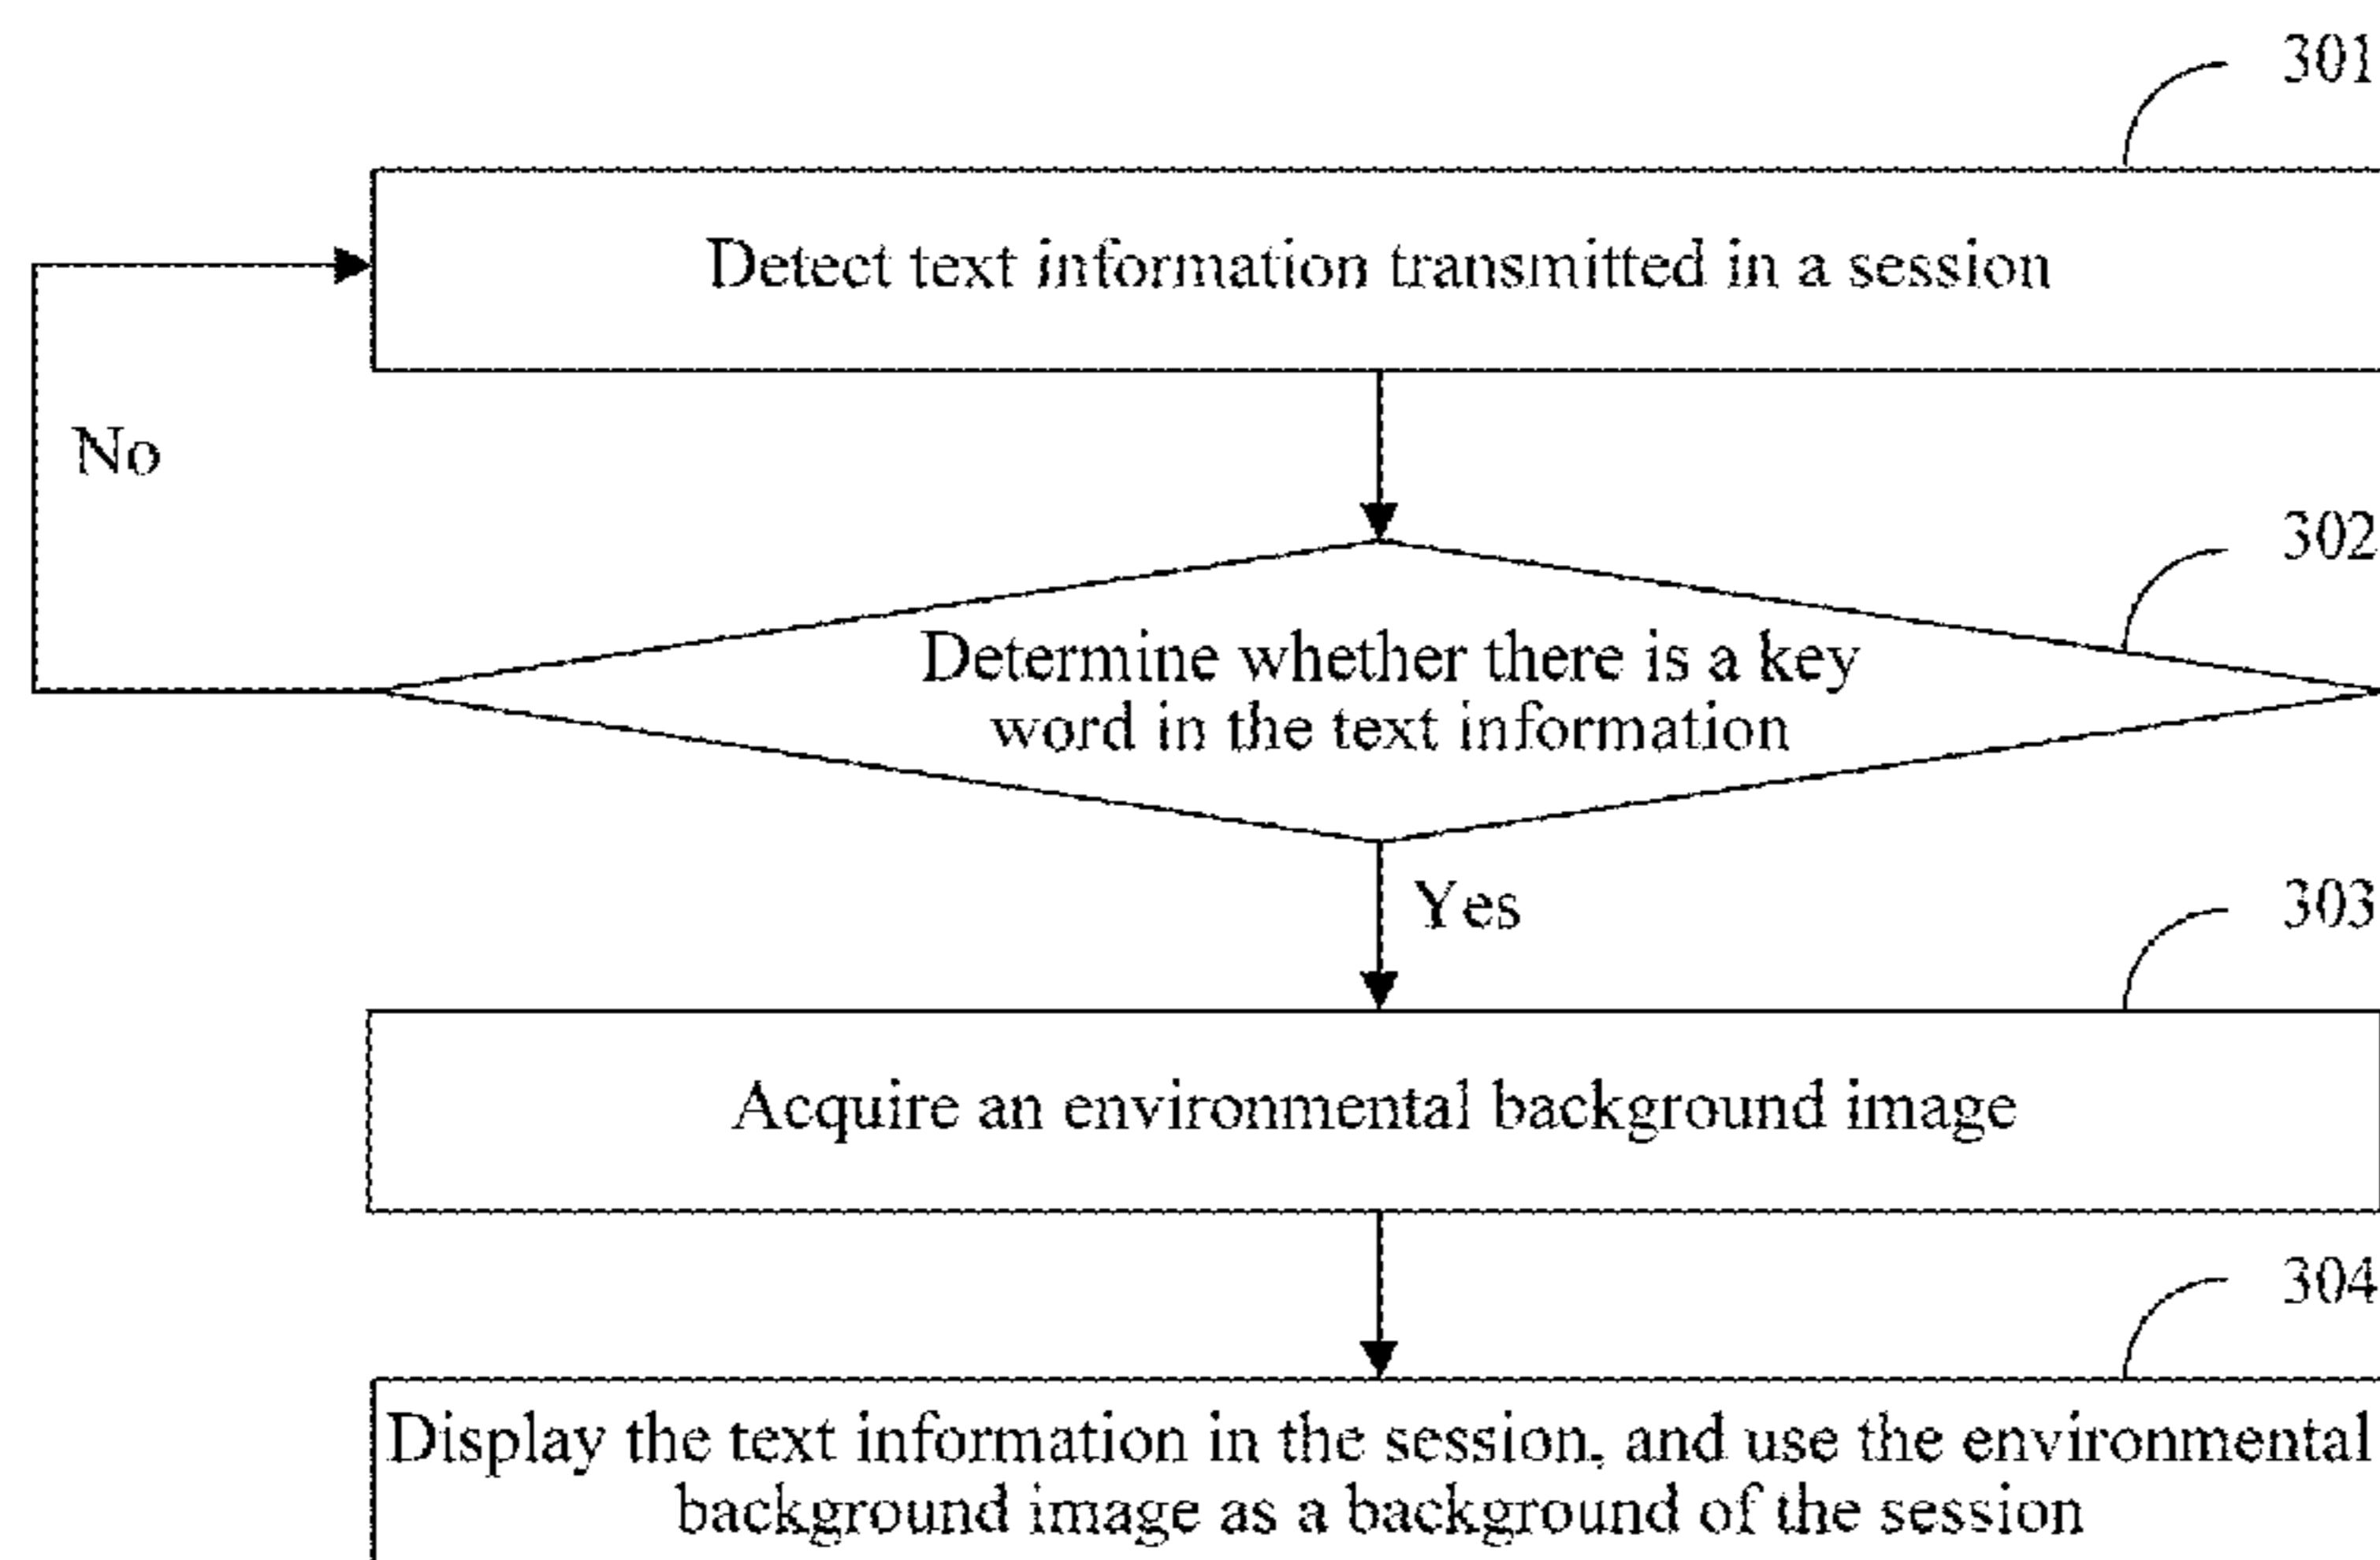 301
Detect text information transmitted in a session
No
302
Determine whether there is a key
word in the text information
Yes
303
Acquire an environmental background image
304
Display the text information in the session, and use the environmental
background image as a background of the session